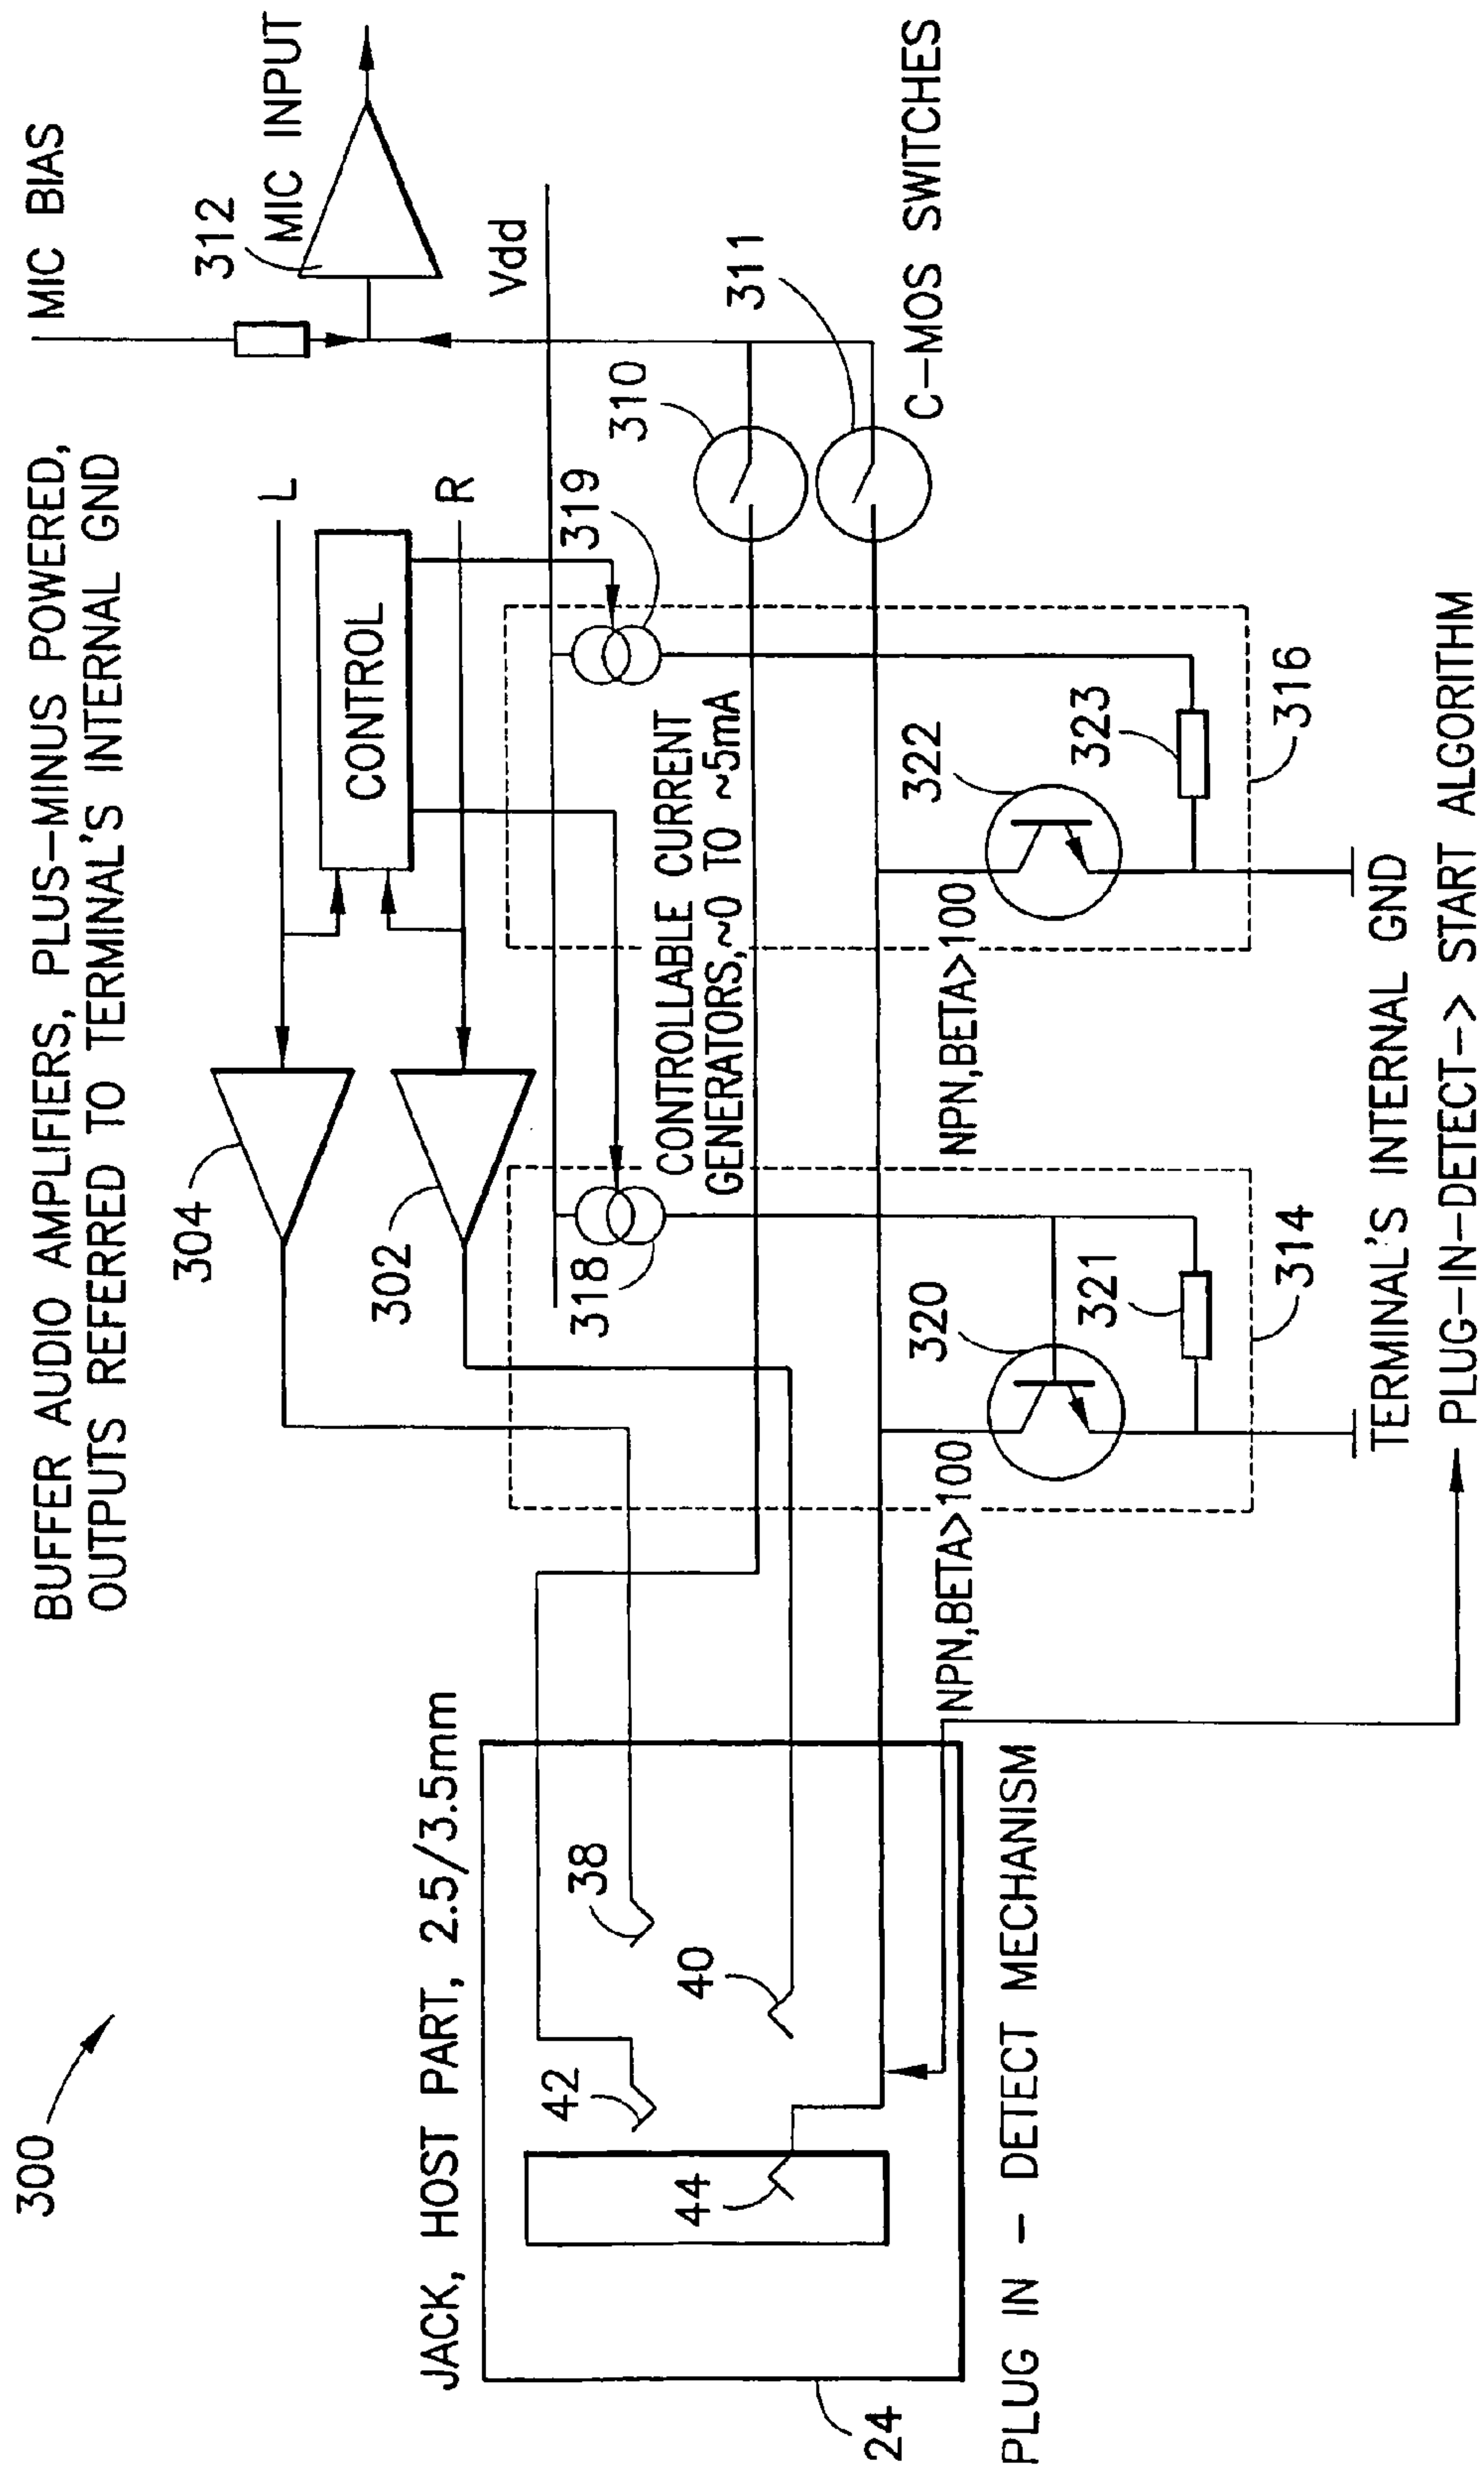 300
BUFFER AUDIO AMPLIFIERS, PLUS-MINUS POWERED,
OUTPUTS REFERRED TO TERMINAL'S INTERNAL GND
MIC BIAS
304
L
312
MIC INPUT
CONTROL
302
R
Vdd
JACK, HOST PART, 2.5/3.5mm
318
319
310
CONTROLLABLE CURRENT
GENERATORS,~0 TO ~5mA
311
42
38
44
40
C-MOS SWITCHES
24
NPN,BETA>100
320
NPN,BETA>100
322
PLUG IN - DETECT MECHANISM
321
323
314
316
TERMINAL'S INTERNAL GND
PLUG-IN-DETECT--> START ALGORITHM